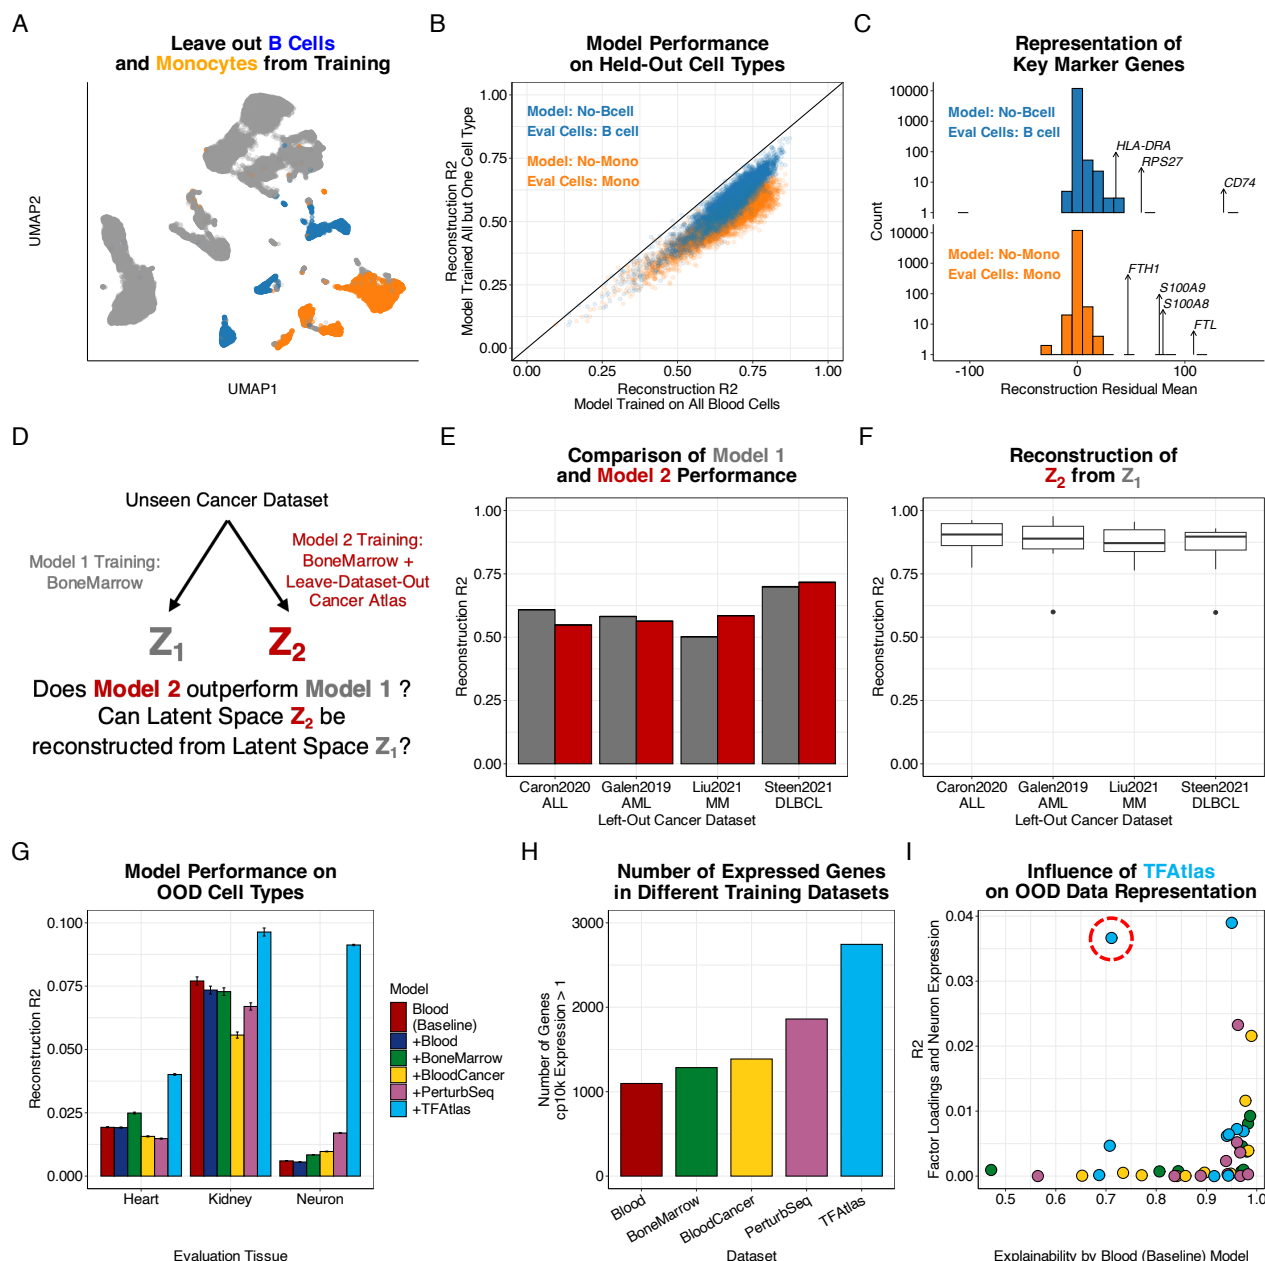 A
Leave out B Cells
and Monocytes from Training
UMAP2
UMAP1
B
Model Performance
on Held-Out Cell Types
Reconstruction R2
Model Trained All but One Cell Type
1.00
0.75
0.50
0.25
0.00
Model: No-Bcell
Eval Cells: B cell
Model: No-Mono
Eval Cells: Mono
0.00 0.25 0.50 0.75 1.00
Reconstruction R2
Model Trained on All Blood Cells
C
Representation of
Key Marker Genes
Count
10000
1000
100
10
1
Model: No-Bcell
Eval Cells: B cell
HLA-DRA
RPS27
CD74
10000
1000
100
10
1
Model: No-Mono
Eval Cells: Mono
FTH1
S100A9
S100A8
FTL
-100 0 100
Reconstruction Residual Mean
D
Unseen Cancer Dataset
Model 1 Training:
BoneMarrow
Model 2 Training:
BoneMarrow +
Leave-Dataset-Out
Cancer Atlas
Z1
Z2
Does Model 2 outperform Model 1 ?
Can Latent Space Z2 be
reconstructed from Latent Space Z1?
E
Comparison of Model 1
and Model 2 Performance
Reconstruction R2
1.00
0.75
0.50
0.25
0.00
Caron2020 Galen2019 Liu2021 Steen2021
ALL AML MM DLBCL
Left-Out Cancer Dataset
F
Reconstruction of
Z2 from Z1
Reconstruction R2
1.00
0.75
0.50
0.25
0.00
Caron2020 Galen2019 Liu2021 Steen2021
ALL AML MM DLBCL
Left-Out Cancer Dataset
G
Model Performance on
OOD Cell Types
Reconstruction R2
0.100
0.075
0.050
0.025
0.000
Heart Kidney Neuron
Evaluation Tissue
Model
Blood
(Baseline)
+Blood
+BoneMarrow
+BloodCancer
+PerturbSeq
+TFAtlas
H
Number of Expressed Genes
in Different Training Datasets
Number of Genes
cp10k Expression > 1
3000
2000
1000
0
Blood BoneMarrow BloodCancer PerturbSeq TFAtlas
Dataset
I
Influence of TFAtlas
on OOD Data Representation
R2
Factor Loadings and Neuron Expression
0.04
0.03
0.02
0.01
0.00
0.5 0.6 0.7 0.8 0.9 1.0
Explainability by Blood (Baseline) Model